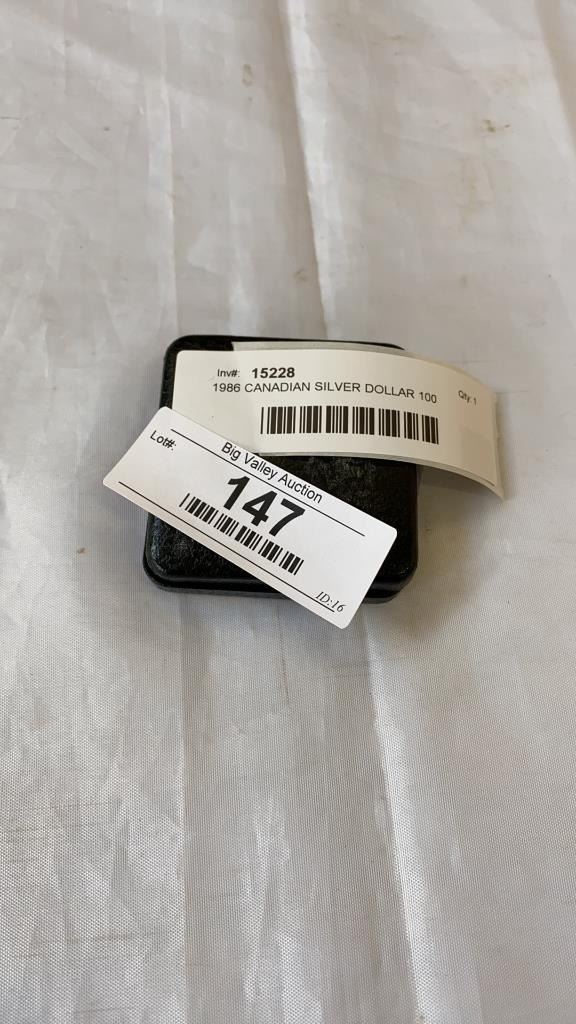 Inv#: 15228
1986 CANADIAN SILVER DOLLAR 100 Qty: 1
Lot#:
Big Valley Auction
147
ID:16